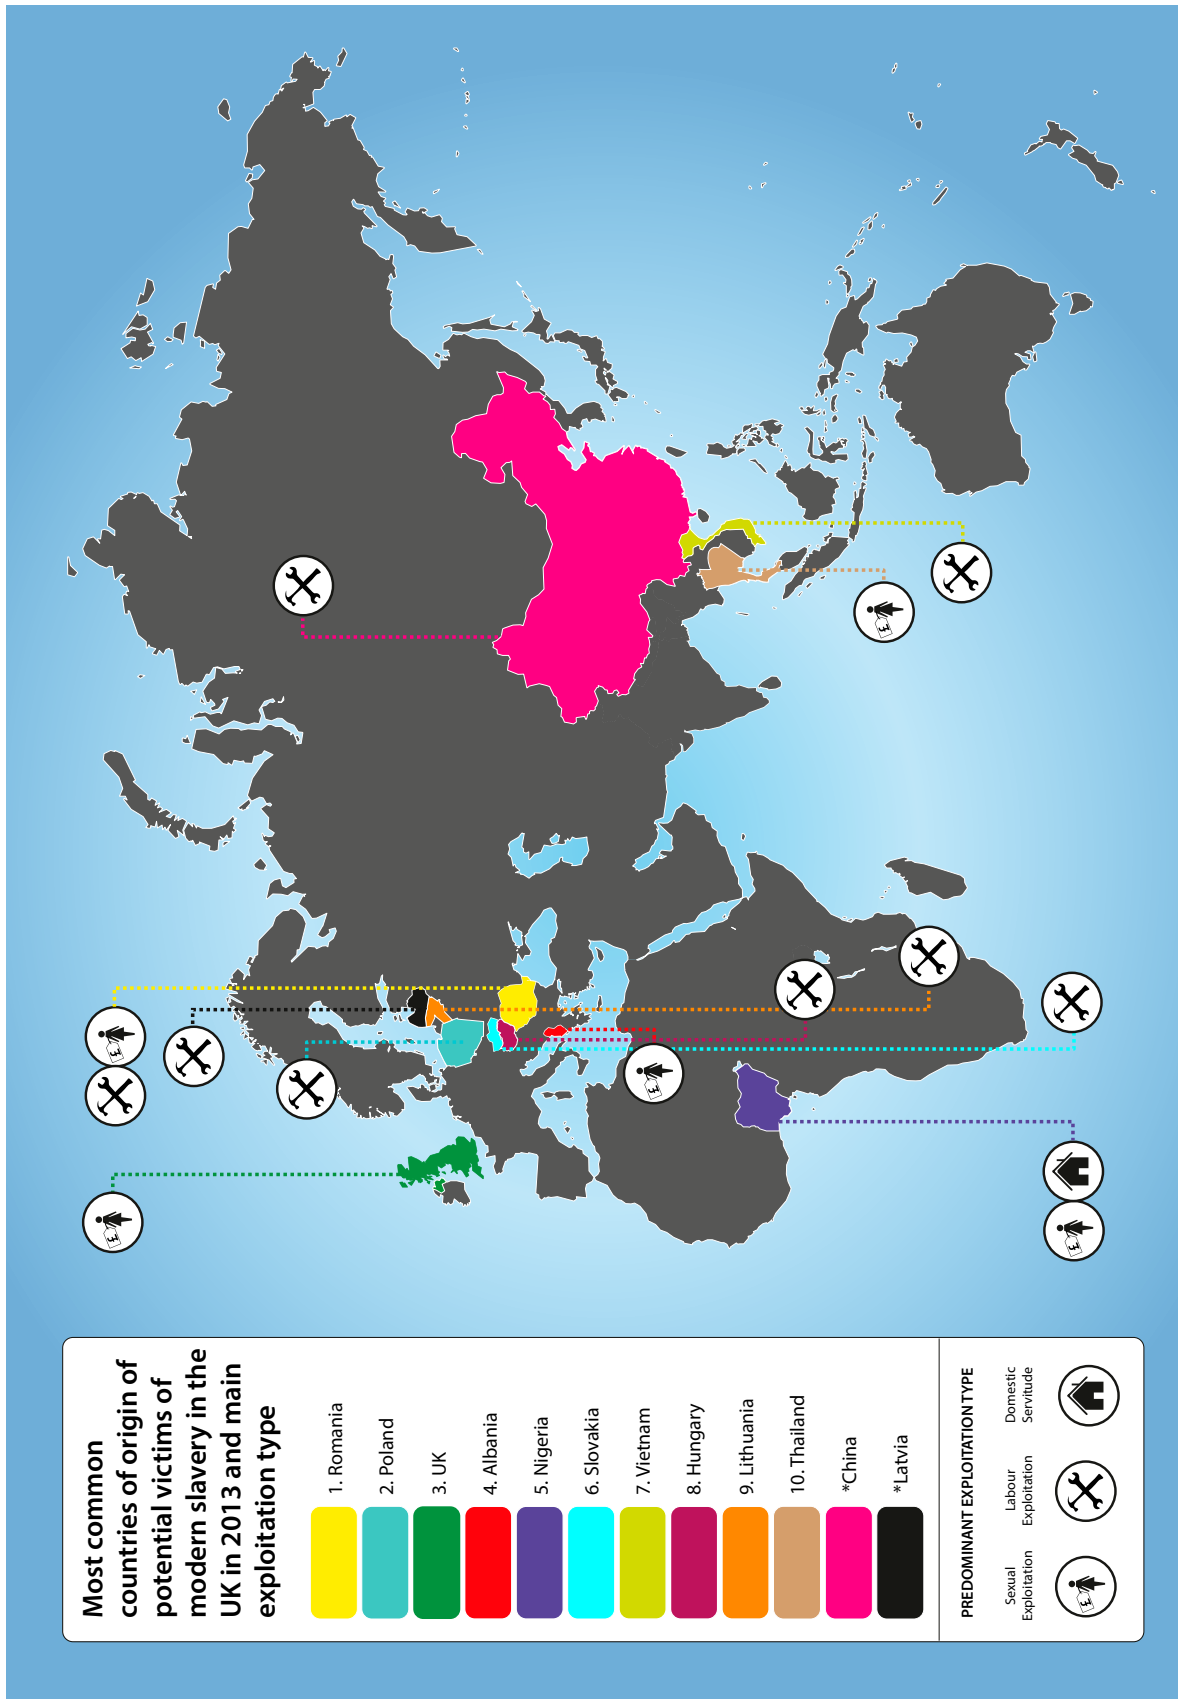 Most common
countries of origin of
potential victims of
modern slavery in the
UK in 2013 and main
exploitation type
1. Romania
2. Poland
3. UK
4. Albania
5. Nigeria
6. Slovakia
7. Vietnam
8. Hungary
9. Lithuania
10. Thailand
*China
*Latvia
PREDOMINANT EXPLOITATION TYPE
Sexual
Exploitation
Labour
Exploitation
Domestic
Servitude
£
£
£
£
£
£